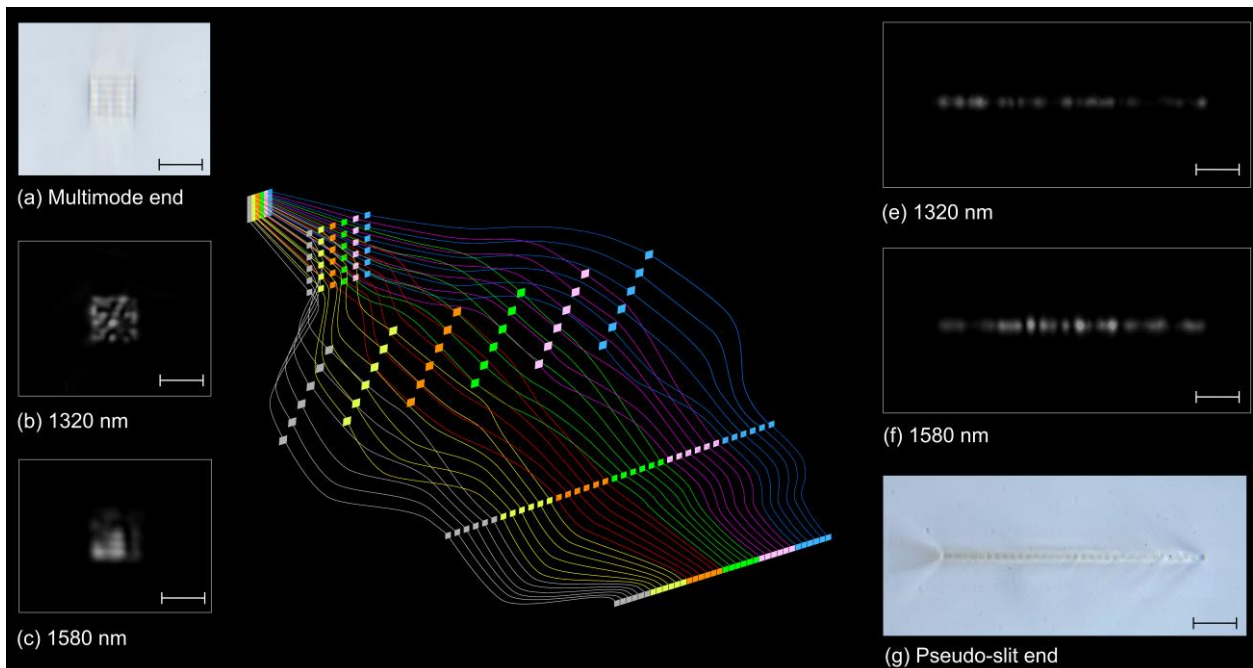 (a) Multimode end
(b) 1320 nm
(c) 1580 nm
(e) 1320 nm
(f) 1580 nm
(g) Pseudo-slit end